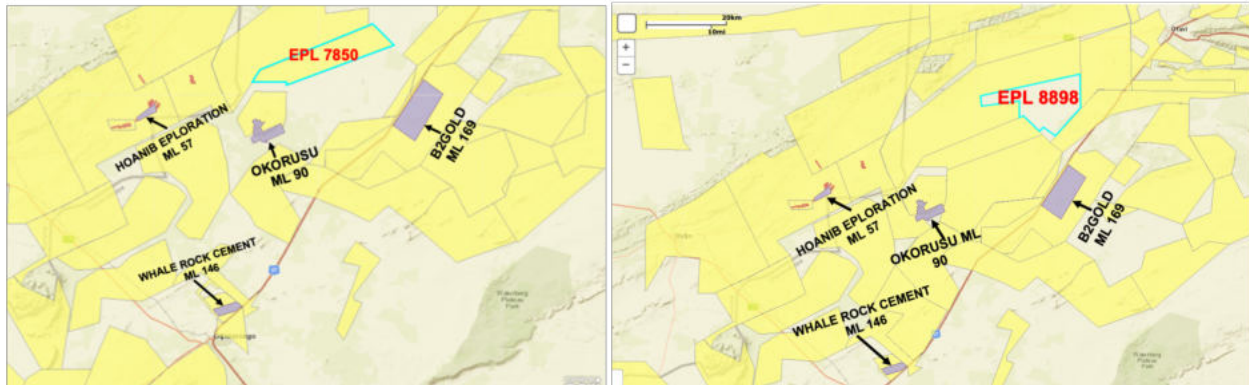 EPL 7850
HOANIB EPLORATION
ML 57
OKORUSU
ML 90
B2GOLD
ML 169
WHALE ROCK CEMENT
ML 146
20km
10mi
+
−
EPL 8898
HOANIB EPLORATION
ML 57
OKORUSU ML
90
B2GOLD
ML 169
WHALE ROCK CEMENT
ML 146